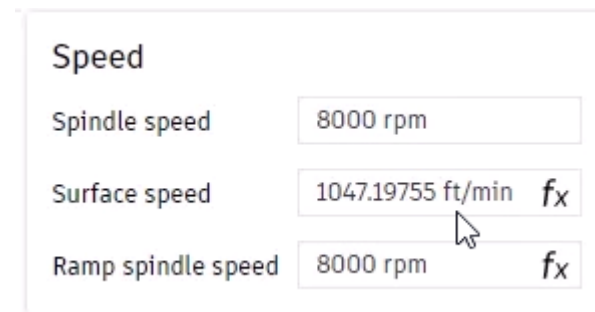 Speed
Spindle speed 8000 rpm
Surface speed 1047.19755 ft/min fx
Ramp spindle speed 8000 rpm fx